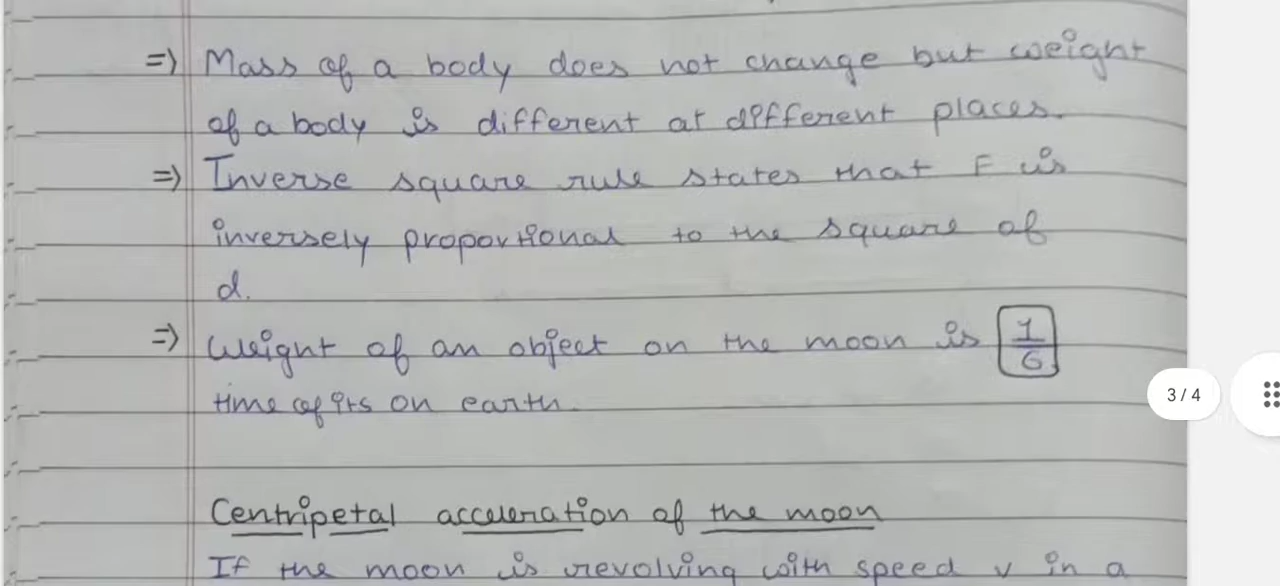 =) Mass of a body does not change but weight
of a body is different at different places.
=) Inverse square rule states that F is
inversely proportional to the square of
d.
=) Weight of an object on the moon is 1/6
time of its on earth.
3 / 4
Centripetal acceleration of the moon
If the moon is revolving with speed v in a